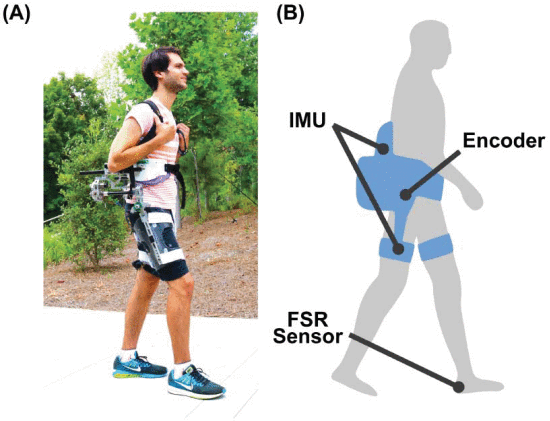 (A)
(B)
IMU
Encoder
FSR
Sensor